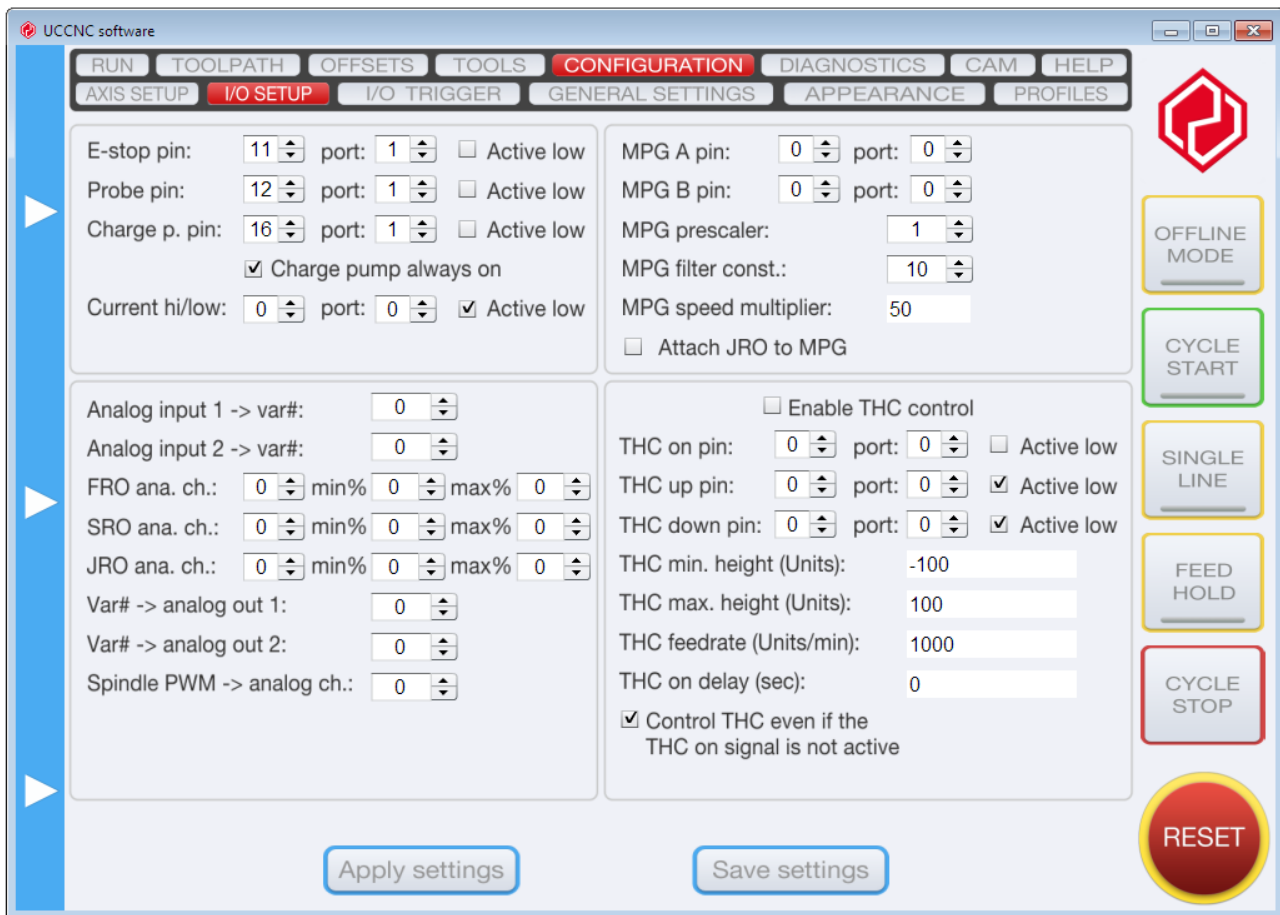 UCCNC software
RUN TOOLPATH OFFSETS TOOLS CONFIGURATION DIAGNOSTICS CAM HELP
AXIS SETUP I/O SETUP I/O TRIGGER GENERAL SETTINGS APPEARANCE PROFILES
E-stop pin: 11 port: 1 Active low
Probe pin: 12 port: 1 Active low
Charge p. pin: 16 port: 1 Active low
Charge pump always on
Current hi/low: 0 port: 0 Active low
MPG A pin: 0 port: 0
MPG B pin: 0 port: 0
MPG prescaler: 1
MPG filter const.: 10
MPG speed multiplier: 50
Attach JRO to MPG
Analog input 1 -> var#: 0
Analog input 2 -> var#: 0
FRO ana. ch.: 0 min% 0 max% 0
SRO ana. ch.: 0 min% 0 max% 0
JRO ana. ch.: 0 min% 0 max% 0
Var# -> analog out 1: 0
Var# -> analog out 2: 0
Spindle PWM -> analog ch.: 0
Enable THC control
THC on pin: 0 port: 0 Active low
THC up pin: 0 port: 0 Active low
THC down pin: 0 port: 0 Active low
THC min. height (Units): -100
THC max. height (Units): 100
THC feedrate (Units/min): 1000
THC on delay (sec): 0
Control THC even if the
THC on signal is not active
Apply settings
Save settings
OFFLINE
MODE
CYCLE
START
SINGLE
LINE
FEED
HOLD
CYCLE
STOP
RESET